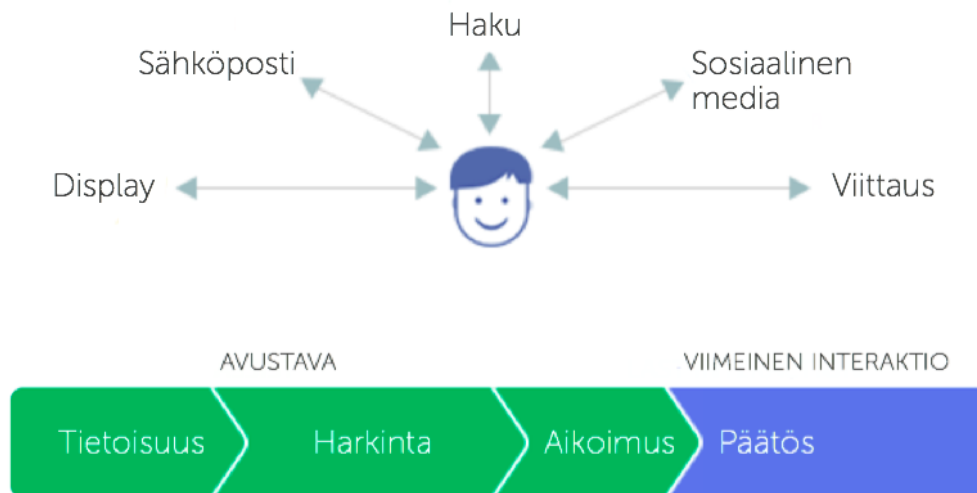 Haku
Sähköposti
Sosiaalinen
media
Display
Viittaus
AVUSTAVA
VIIMEINEN INTERAKTIO
Tietoisuus
Harkinta
Aikoimus
Päätös